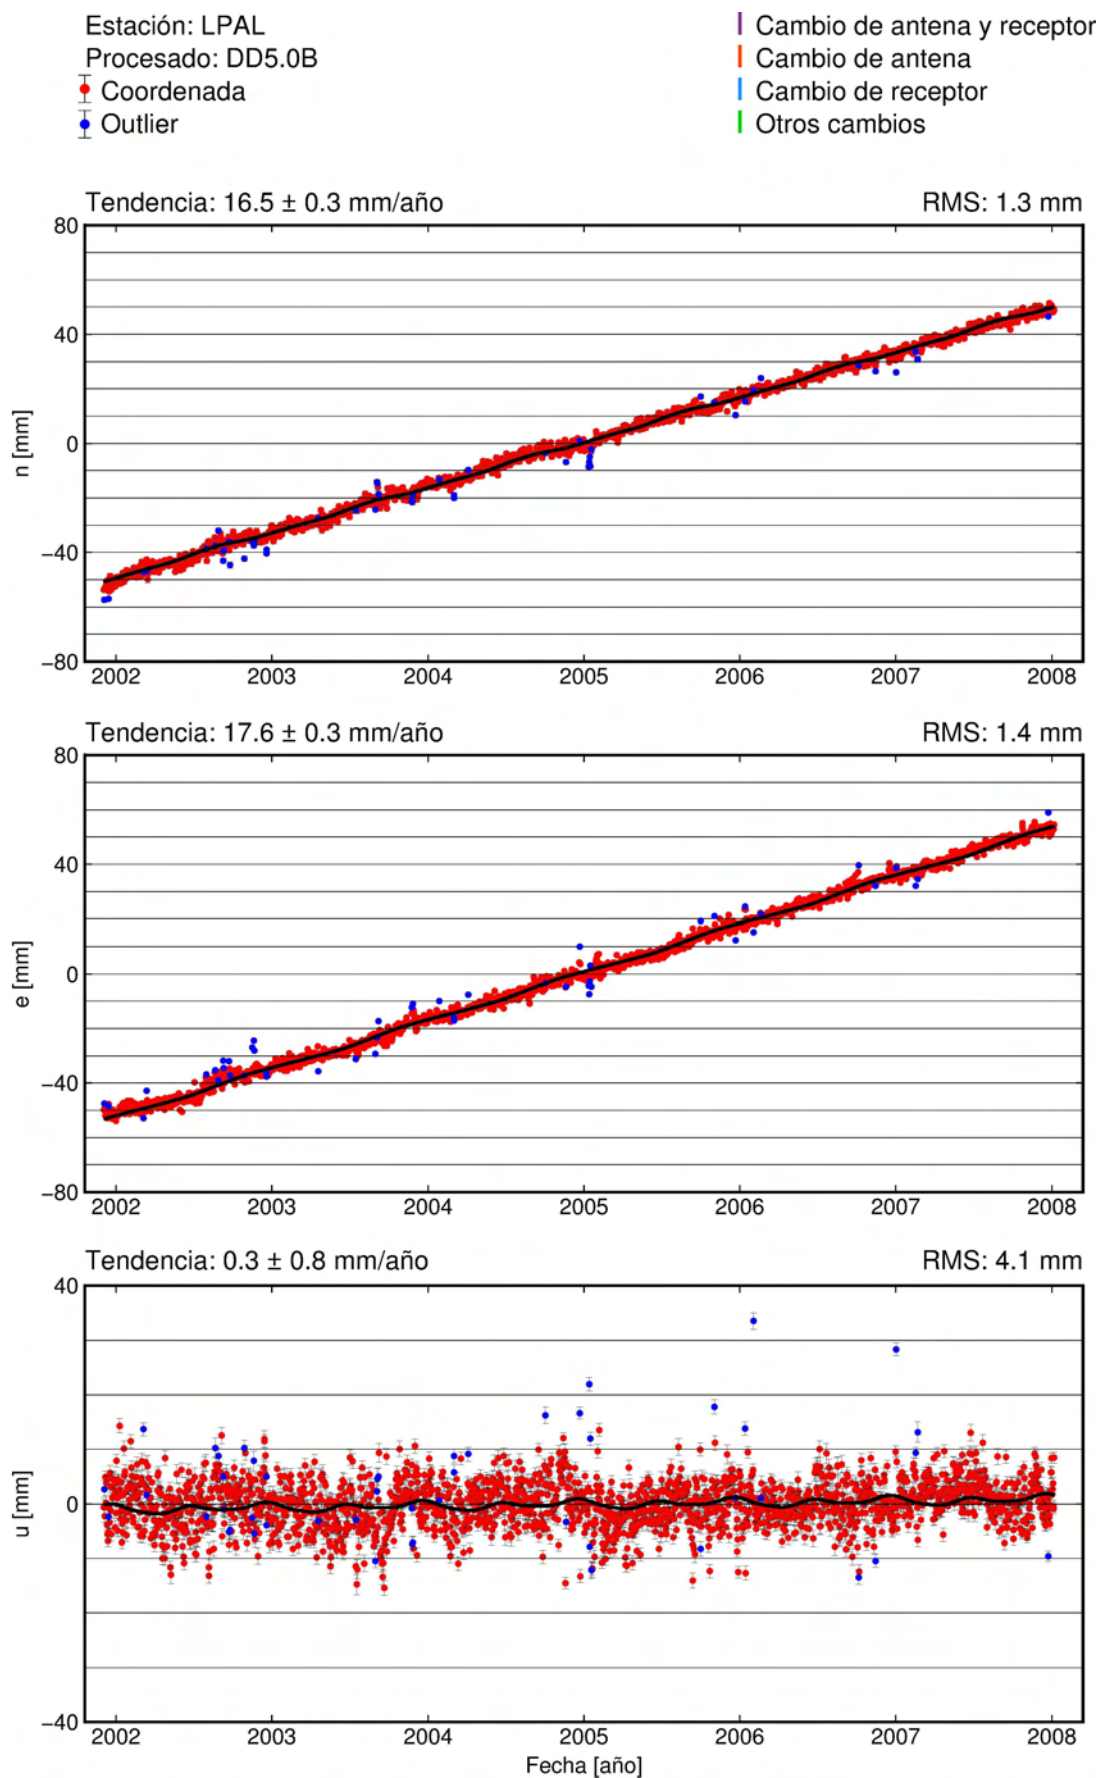 Estación: LPAL
Procesado: DD5.0B
Coordenada
Outlier
Cambio de antena y receptor
Cambio de antena
Cambio de receptor
Otros cambios
Tendencia: 16.5 ± 0.3 mm/año RMS: 1.3 mm
80
40
0
−40
−80
n [mm]
2002 2003 2004 2005 2006 2007 2008
Tendencia: 17.6 ± 0.3 mm/año RMS: 1.4 mm
80
40
0
−40
−80
e [mm]
2002 2003 2004 2005 2006 2007 2008
Tendencia: 0.3 ± 0.8 mm/año RMS: 4.1 mm
40
20
0
−20
−40
u [mm]
2002 2003 2004 2005 2006 2007 2008
Fecha [año]